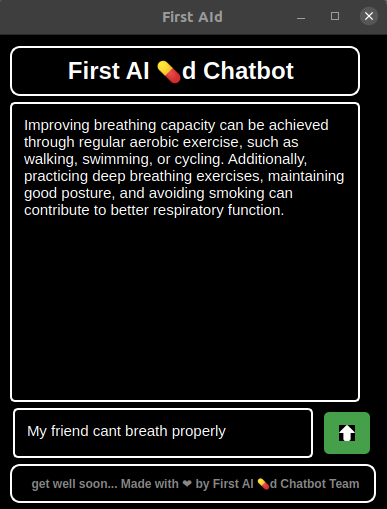 First AId
First AI 💊d Chatbot
Improving breathing capacity can be achieved
through regular aerobic exercise, such as
walking, swimming, or cycling. Additionally,
practicing deep breathing exercises, maintaining
good posture, and avoiding smoking can
contribute to better respiratory function.
My friend cant breath properly
get well soon... Made with ❤ by First AI 💊d Chatbot Team